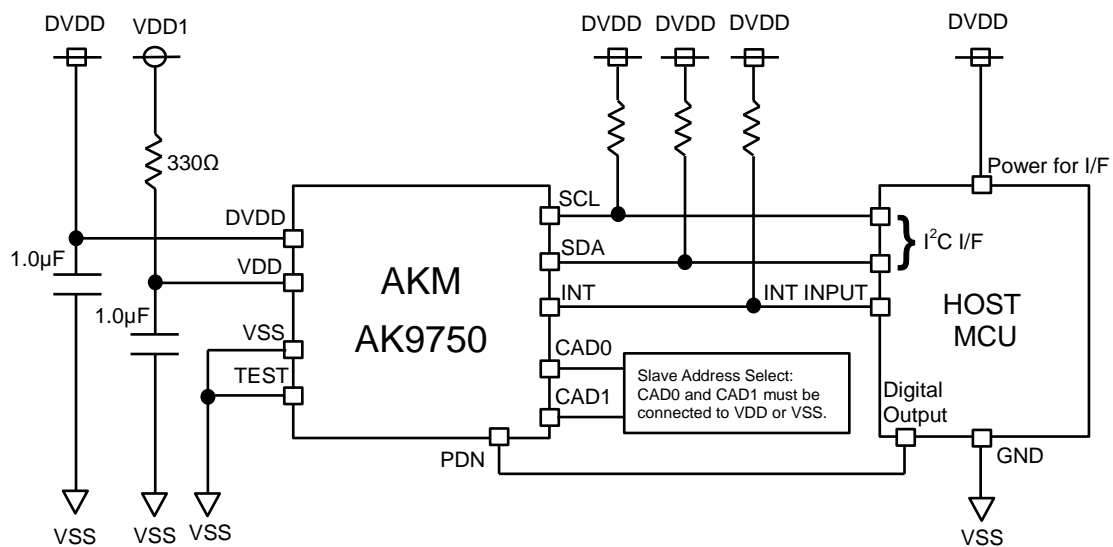 DVDD
VDD1
DVDD
DVDD
DVDD
DVDD
330Ω
Power for I/F
DVDD
SCL
1.0µF
VDD
SDA
I²C I/F
1.0µF
AKM
AK9750
INT
INT INPUT
HOST
MCU
VSS
CAD0
TEST
CAD1
Slave Address Select:
CAD0 and CAD1 must be
connected to VDD or VSS.
Digital
Output
PDN
GND
VSS
VSS
VSS
VSS